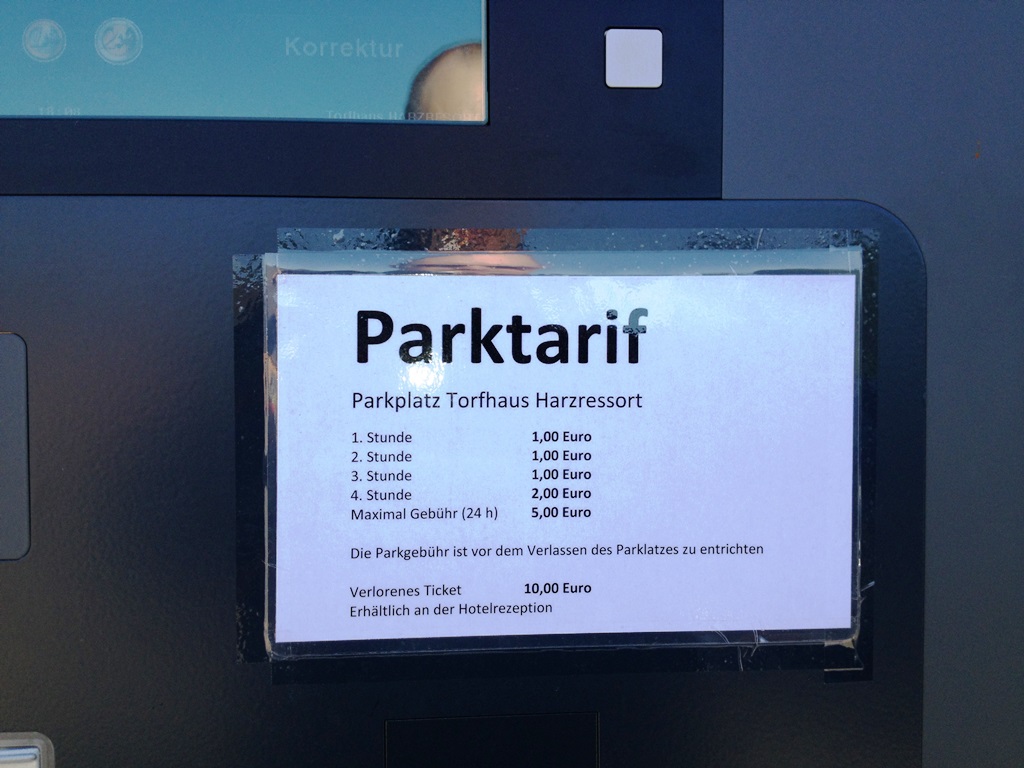 Korrektur
Parktarif
Parkplatz Torfhaus Harzressort
1. Stunde 1,00 Euro
2. Stunde 1,00 Euro
3. Stunde 1,00 Euro
4. Stunde 2,00 Euro
Maximal Gebühr (24 h) 5,00 Euro
Die Parkgebühr ist vor dem Verlassen des Parklatzes zu entrichten
Verlorenes Ticket 10,00 Euro
Erhältlich an der Hotelrezeption